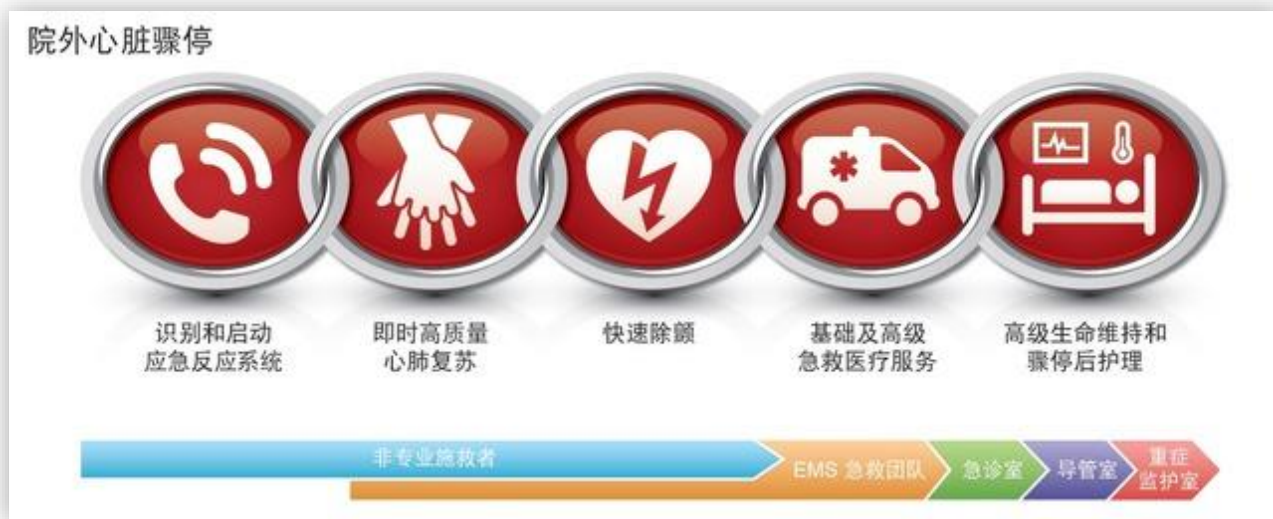 院外心脏骤停
识别和启动
应急反应系统
即时高质量
心肺复苏
快速除颤
基础及高级
急救医疗服务
高级生命维持和
骤停后护理
非专业施救者
EMS 急救团队
急诊室
导管室
重症
监护室